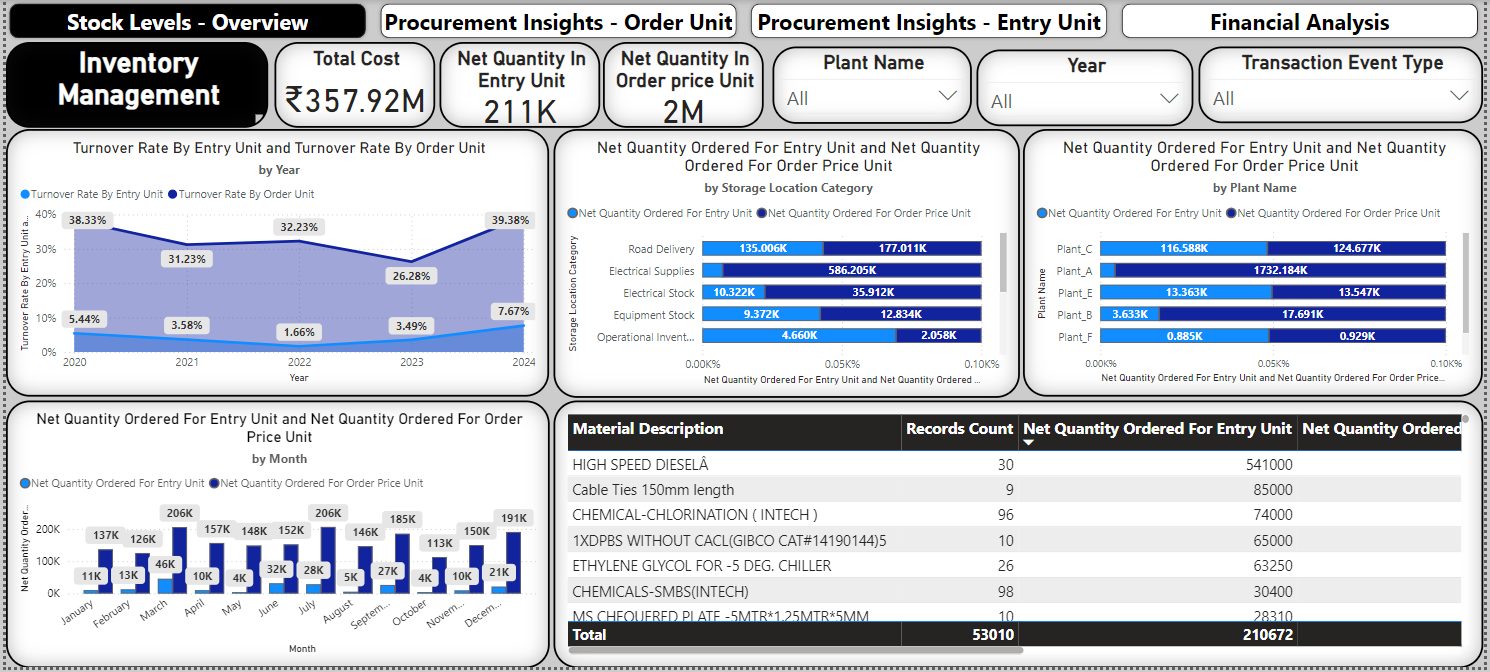 Stock Levels - Overview
Procurement Insights - Order Unit
Procurement Insights - Entry Unit
Financial Analysis
Inventory
Management
Total Cost
₹357.92M
Net Quantity In
Entry Unit
211K
Net Quantity In
Order price Unit
2M
Plant Name
All
Year
All
Transaction Event Type
All
Turnover Rate By Entry Unit and Turnover Rate By Order Unit
by Year
Turnover Rate By Entry Unit Turnover Rate By Order Unit
Turnover Rate By Entry Unit a...
40%
30%
20%
10%
0%
38.33%
31.23%
32.23%
26.28%
39.38%
5.44%
3.58%
1.66%
3.49%
7.67%
2020 2021 2022 2023 2024
Year
Net Quantity Ordered For Entry Unit and Net Quantity
Ordered For Order Price Unit
by Storage Location Category
Net Quantity Ordered For Entry Unit Net Quantity Ordered For Order Price Unit
Storage Location Category
Road Delivery 135.006K 177.011K
Electrical Supplies 586.205K
Electrical Stock 10.322K 35.912K
Equipment Stock 9.372K 12.834K
Operational Invent... 4.660K 2.058K
0.00K% 0.05K% 0.10K%
Net Quantity Ordered For Entry Unit and Net Quantity Ordered ...
Net Quantity Ordered For Entry Unit and Net Quantity
Ordered For Order Price Unit
by Plant Name
Net Quantity Ordered For Entry Unit Net Quantity Ordered For Order Price Unit
Plant Name
Plant_C 116.588K 124.677K
Plant_A 1732.184K
Plant_E 13.363K 13.547K
Plant_B 3.633K 17.691K
Plant_F 0.885K 0.929K
0.00K% 0.05K% 0.10K%
Net Quantity Ordered For Entry Unit and Net Quantity Ordered For Order Price...
Net Quantity Ordered For Entry Unit and Net Quantity Ordered For Order
Price Unit
by Month
Net Quantity Ordered For Entry Unit Net Quantity Ordered For Order Price Unit
Net Quantity Order...
200K
100K
0K
137K 126K 206K 157K 148K 152K 206K 146K 185K 113K 150K 191K
11K 13K 46K 10K 4K 32K 28K 5K 27K 4K 10K 21K
January February March April May June July August Septem... October Novem... Decem...
Month
Material Description Records Count Net Quantity Ordered For Entry Unit Net Quantity Ordered
HIGH SPEED DIESELÂ 30 541000
Cable Ties 150mm length 9 85000
CHEMICAL-CHLORINATION ( INTECH ) 96 74000
1XDPBS WITHOUT CACL(GIBCO CAT#14190144)5 10 65000
ETHYLENE GLYCOL FOR -5 DEG. CHILLER 26 63250
CHEMICALS-SMBS(INTECH) 98 30400
MS CHEQUERED PLATE -5MTR*1.25MTR*5MM 10 28310
Total 53010 210672